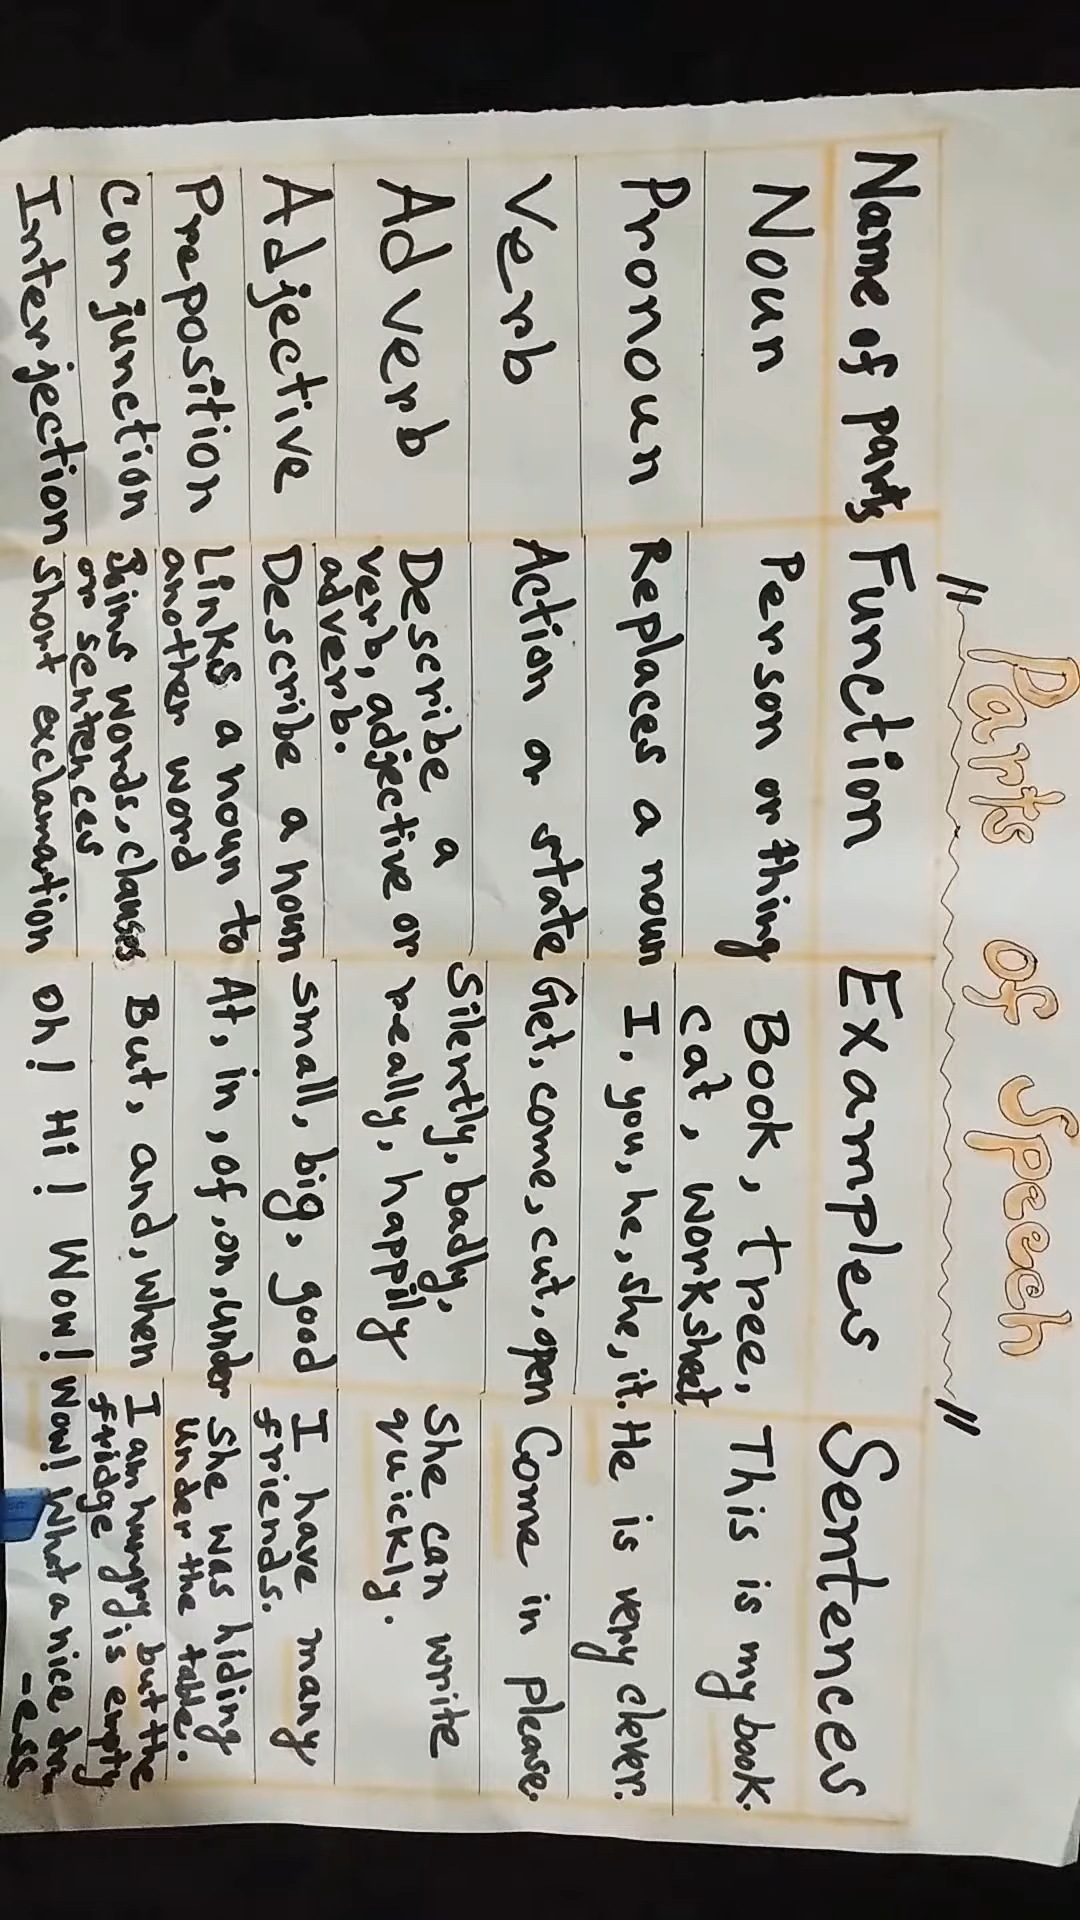 Parts of Speech
Name of parts Function Examples Sentences
Noun Person or thing Book, tree, cat, worksheet This is my book.
Pronoun Replaces a noun I, you, he, she, it. He is very clever.
Verb Action or state Get, come, cut, open Come in please.
Adverb Describe a verb, adjective or adverb. Silently, badly, really, happily She can write quickly.
Adjective Describe a noun small, big, good I have many friends.
Preposition Links a noun to another word At, in, of, on, under She was hiding under the table.
Conjunction Joins words, clauses or sentences But, and, when I am hungry but the fridge is empty
Interjection Short exclamation Oh! Hi! Wow! Wow! What a nice dr-
-ess.